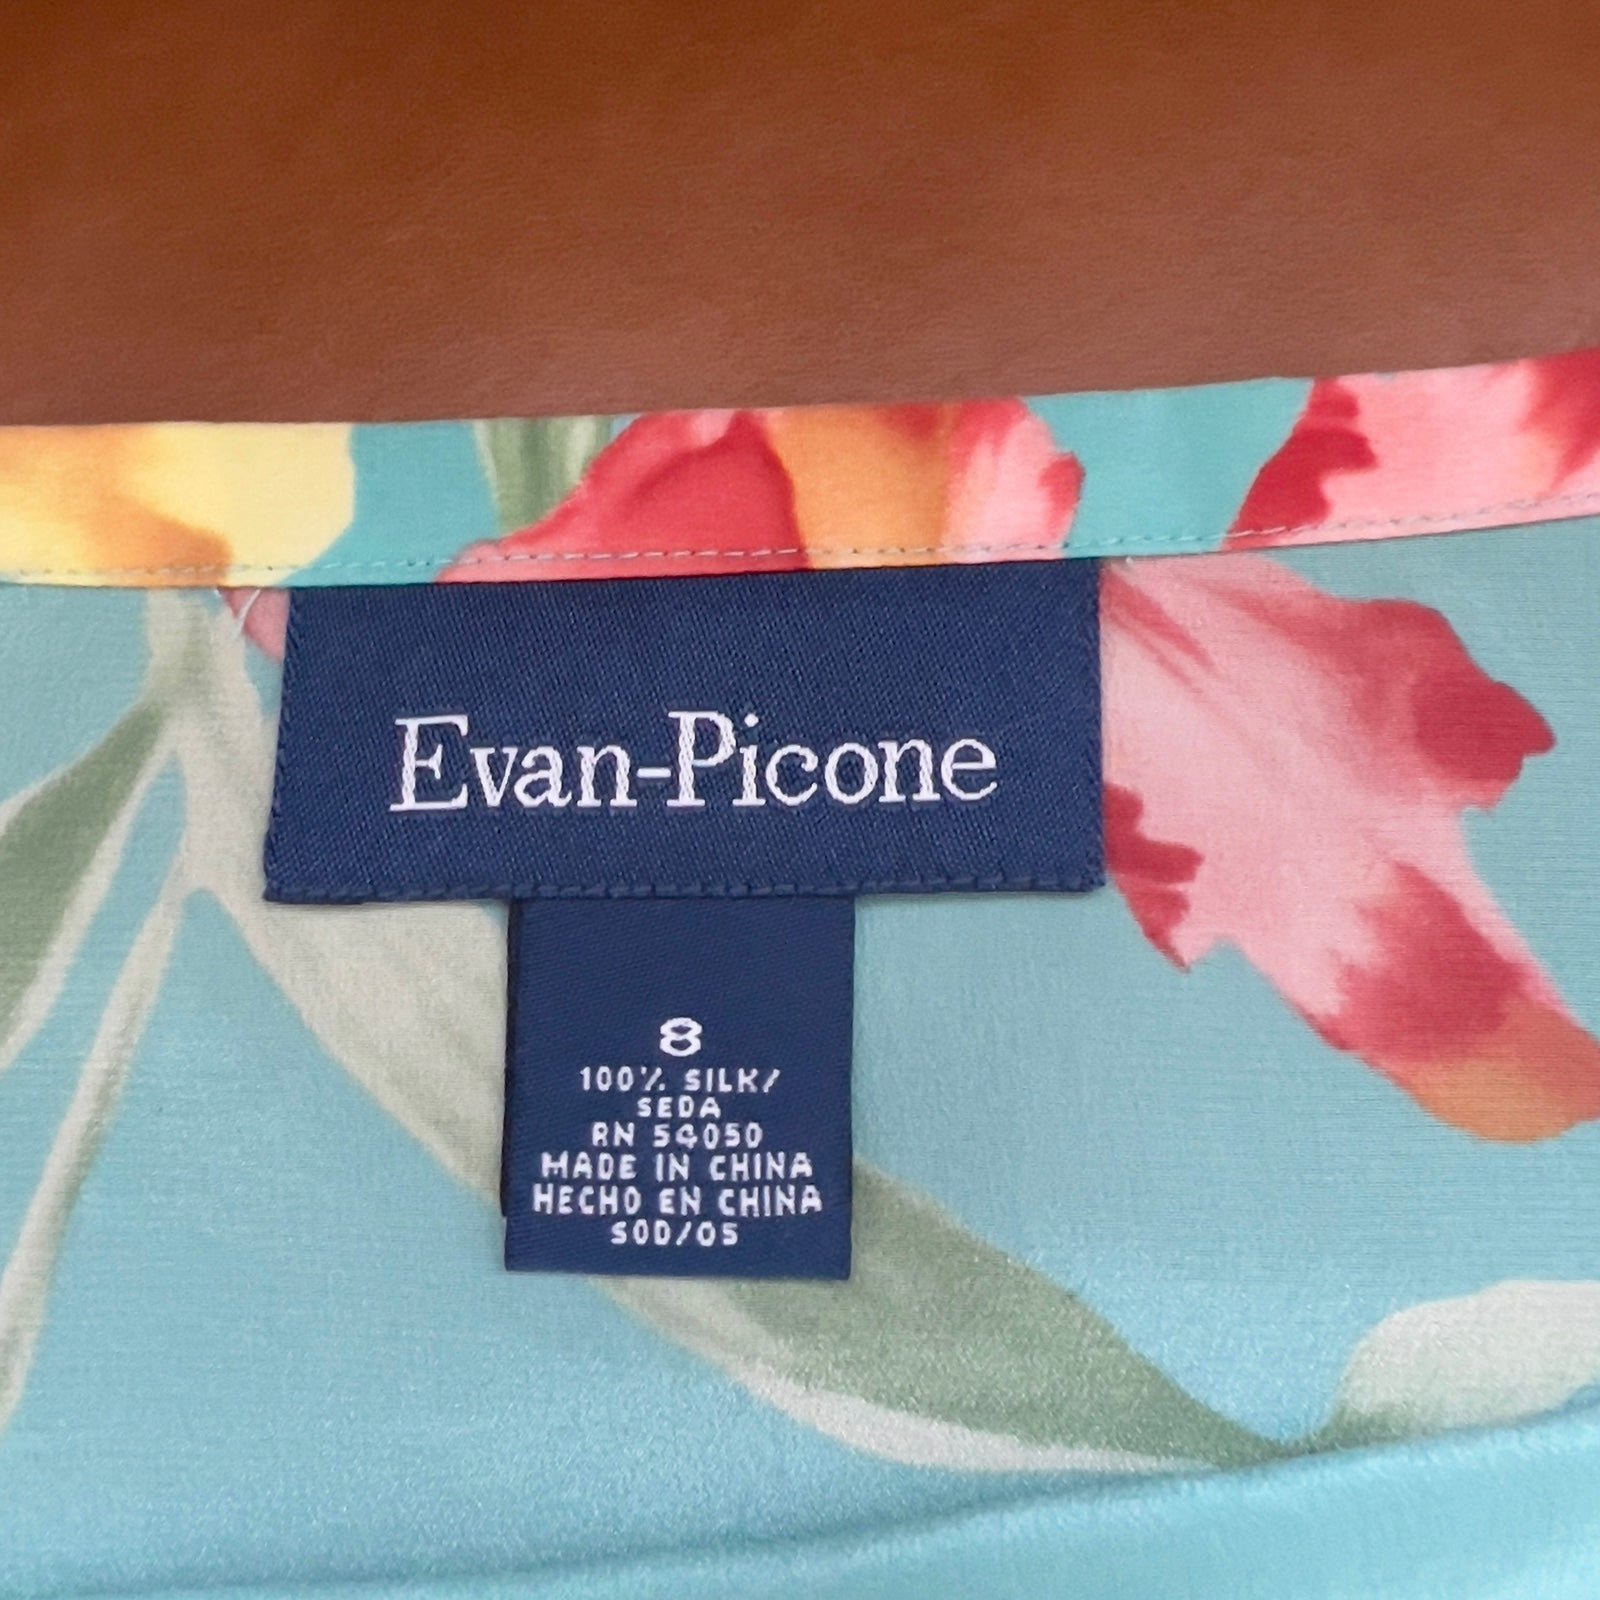 Evan-Picone
8
100% SILK/
SEDA
RN 54050
MADE IN CHINA
HECHO EN CHINA
SOD/05